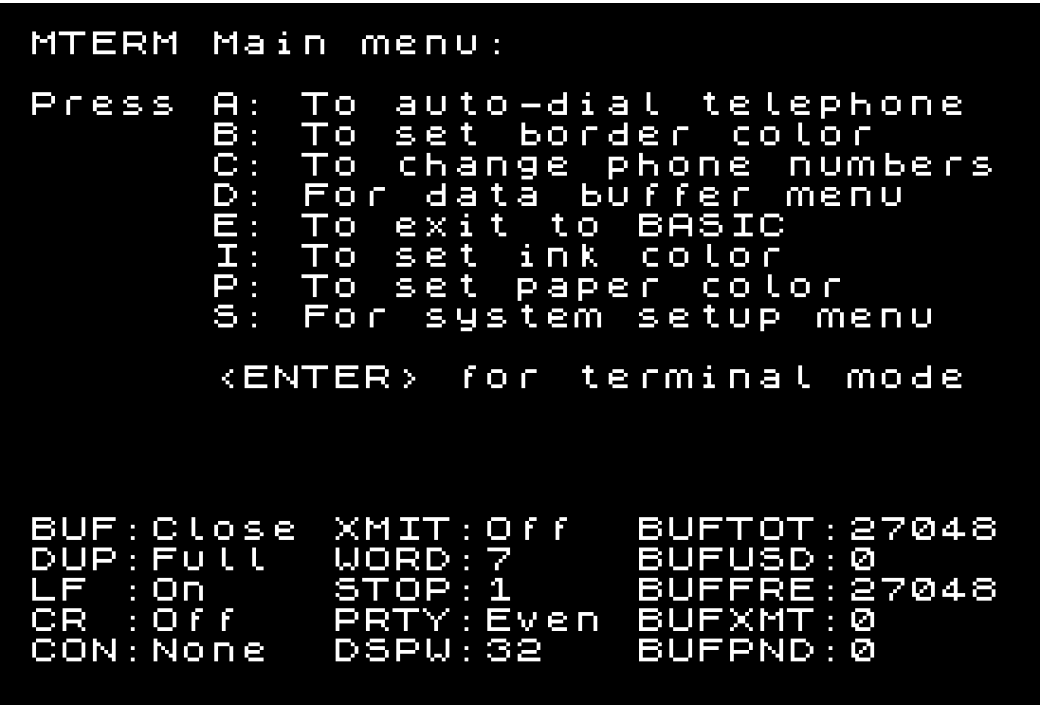 MTERM Main menu:
Press A: To auto-dial telephone
B: To set border color
C: To change phone numbers
D: For data buffer menu
E: To exit to BASIC
I: To set ink color
P: To set paper color
S: For system setup menu
<ENTER> for terminal mode
BUF:Close XMIT:Off BUFTOT:27048
DUP:Full WORD:7 BUFUSD:0
LF :On STOP:1 BUFFRE:27048
CR :Off PRTY:Even BUFXMT:0
CON:None DSPW:32 BUFPND:0